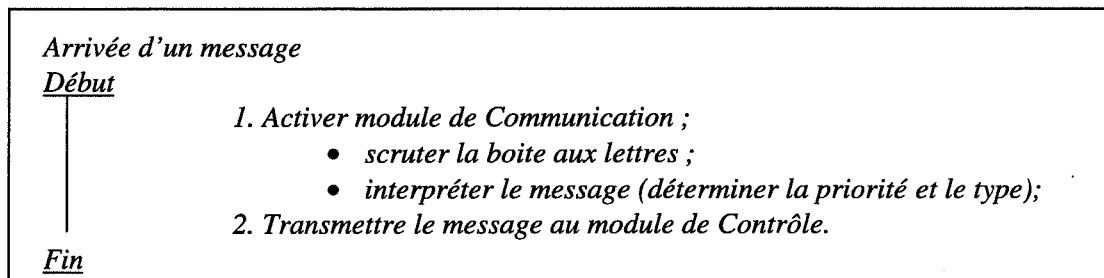 Arrivée d'un message
Début
1. Activer module de Communication ;
• scruter la boite aux lettres ;
• interpréter le message (déterminer la priorité et le type);
2. Transmettre le message au module de Contrôle.
Fin